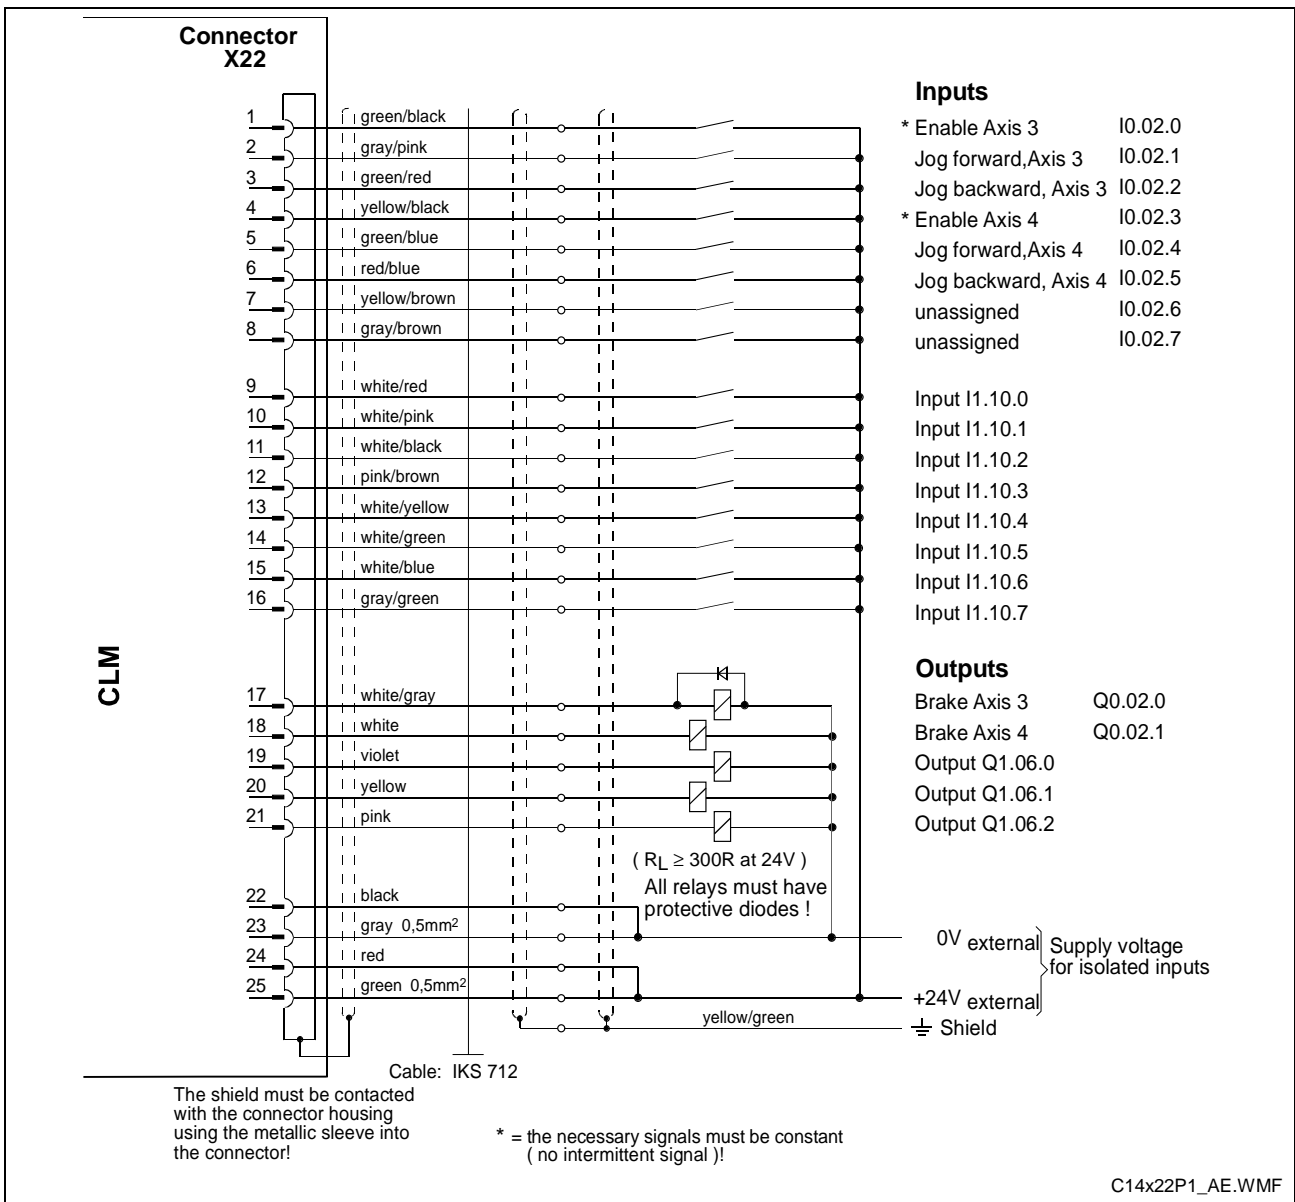 Connector
X22
Inputs
1 green/black * Enable Axis 3 I0.02.0
2 gray/pink Jog forward,Axis 3 I0.02.1
3 green/red Jog backward, Axis 3 I0.02.2
4 yellow/black * Enable Axis 4 I0.02.3
5 green/blue Jog forward,Axis 4 I0.02.4
6 red/blue Jog backward, Axis 4 I0.02.5
7 yellow/brown unassigned I0.02.6
8 gray/brown unassigned I0.02.7
9 white/red Input I1.10.0
10 white/pink Input I1.10.1
11 white/black Input I1.10.2
12 pink/brown Input I1.10.3
13 white/yellow Input I1.10.4
14 white/green Input I1.10.5
15 white/blue Input I1.10.6
16 gray/green Input I1.10.7
CLM
Outputs
17 white/gray Brake Axis 3 Q0.02.0
18 white Brake Axis 4 Q0.02.1
19 violet Output Q1.06.0
20 yellow Output Q1.06.1
21 pink Output Q1.06.2
( RL ≥ 300R at 24V )
All relays must have
protective diodes !
22 black
23 gray 0,5mm² 0V external
24 red
25 green 0,5mm² +24V external
Supply voltage
for isolated inputs
yellow/green Shield
Cable: IKS 712
The shield must be contacted
with the connector housing
using the metallic sleeve into
the connector!
* = the necessary signals must be constant
( no intermittent signal )!
C14x22P1_AE.WMF